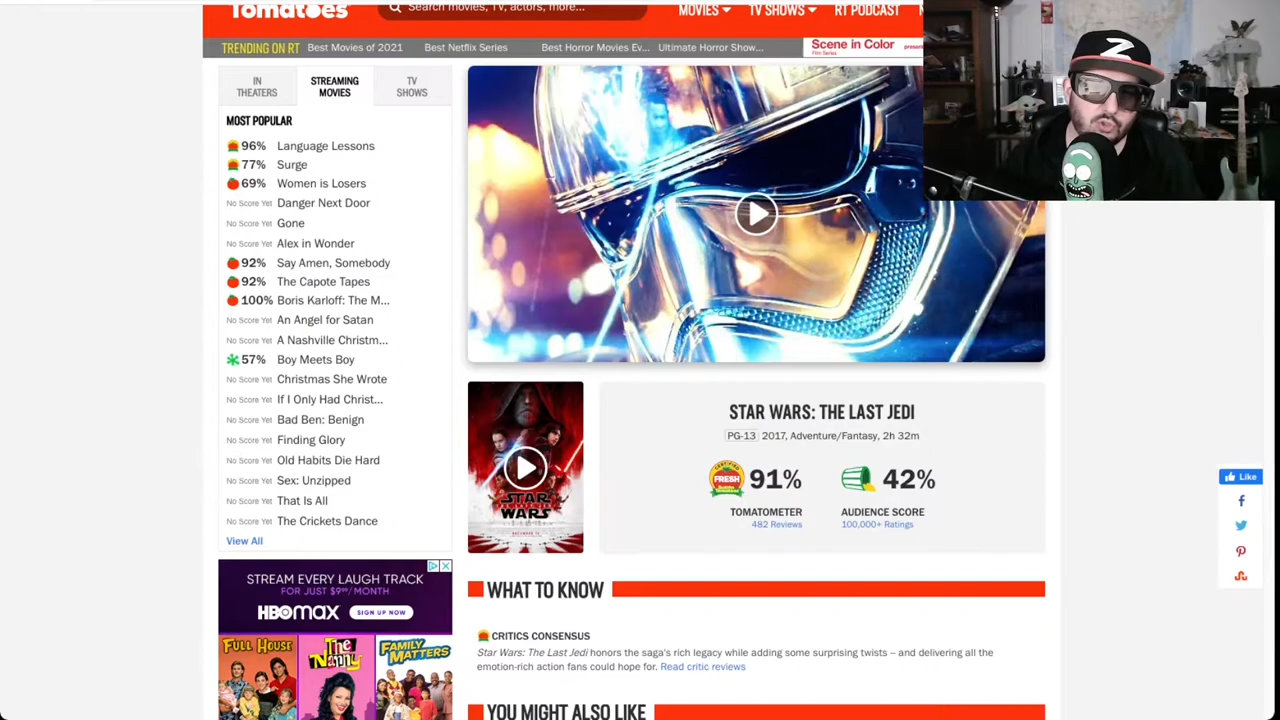 Tomatoes
Search movies, TV, actors, more...
MOVIES
TV SHOWS
RT PODCAST
TRENDING ON RT
Best Movies of 2021
Best Netflix Series
Best Horror Movies Ev...
Ultimate Horror Show...
Scene in Color
Film Series
IN THEATERS
STREAMING MOVIES
TV SHOWS
MOST POPULAR
96% Language Lessons
77% Surge
69% Women is Losers
No Score Yet Danger Next Door
No Score Yet Gone
No Score Yet Alex in Wonder
92% Say Amen, Somebody
92% The Capote Tapes
100% Boris Karloff: The M...
No Score Yet An Angel for Satan
No Score Yet A Nashville Christm...
57% Boy Meets Boy
No Score Yet Christmas She Wrote
No Score Yet If I Only Had Christ...
No Score Yet Bad Ben: Benign
No Score Yet Finding Glory
No Score Yet Old Habits Die Hard
No Score Yet Sex: Unzipped
No Score Yet That Is All
No Score Yet The Crickets Dance
View All
STREAM EVERY LAUGH TRACK
FOR JUST $9.99/MONTH
HBOmax SIGN UP NOW
FULL HOUSE
The Nanny
FAMILY MATTERS
Z
STAR WARS
STAR WARS: THE LAST JEDI
PG-13 2017, Adventure/Fantasy, 2h 32m
CERTIFIED FRESH
91%
42%
TOMATOMETER
AUDIENCE SCORE
482 Reviews
100,000+ Ratings
Like
WHAT TO KNOW
CRITICS CONSENSUS
Star Wars: The Last Jedi honors the saga's rich legacy while adding some surprising twists – and delivering all the
emotion-rich action fans could hope for. Read critic reviews
YOU MIGHT ALSO LIKE